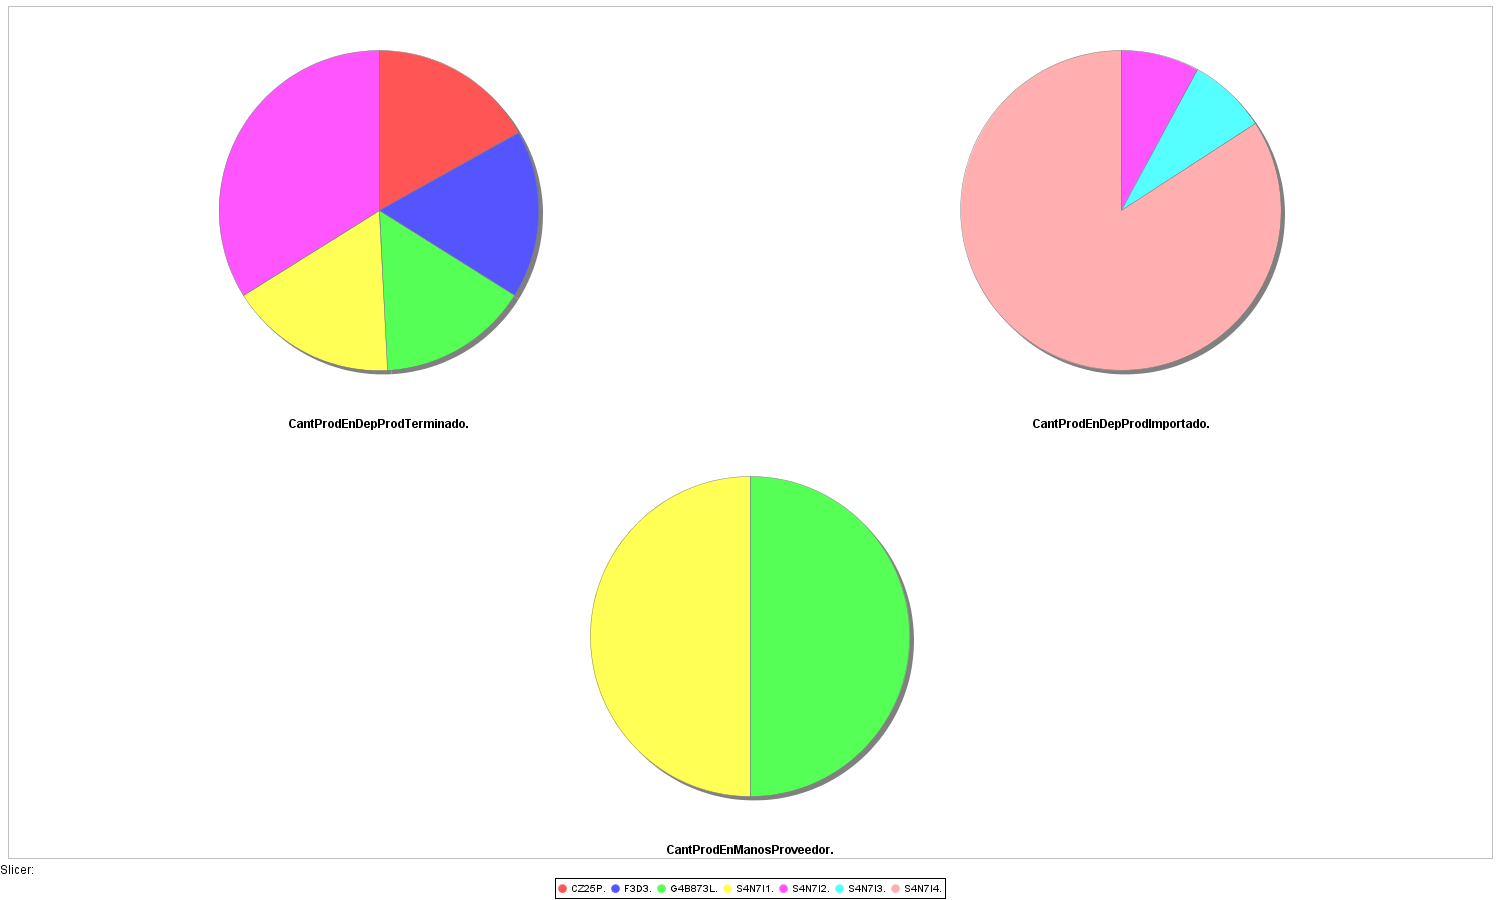 CantProdEnDepProdTerminado.
CantProdEnDepProdImportado.
CantProdEnManosProveedor.
Slicer:
CZ25P. F3D3. G4B873L. S4N7I1. S4N7I2. S4N7I3. S4N7I4.